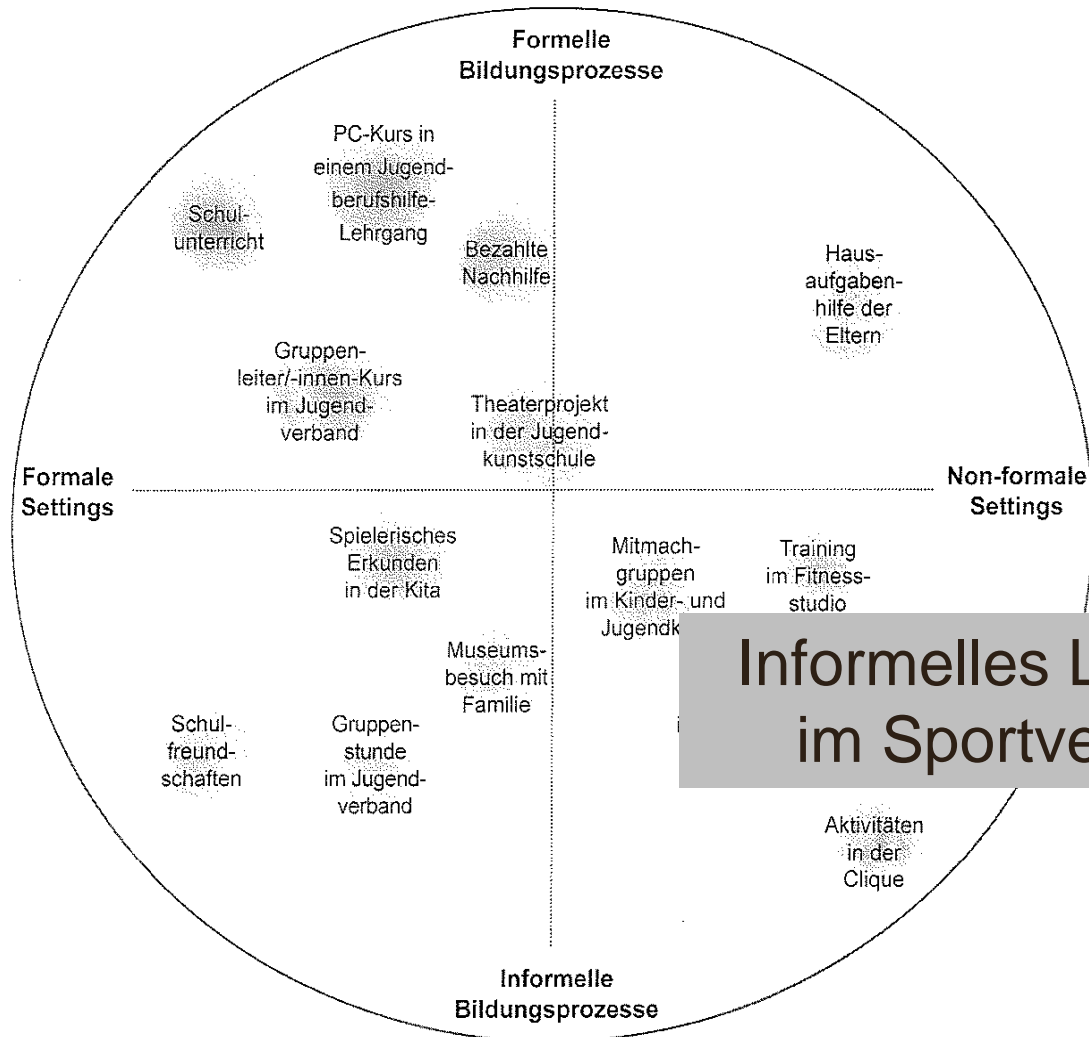 Formelle
Bildungsprozesse
PC-Kurs in
einem Jugend-
berufshilfe-
Lehrgang
Schul-
unterricht
Bezahlte
Nachhilfe
Haus-
aufgaben-
hilfe der
Eltern
Gruppen-
leiter/-innen-Kurs
im Jugend-
verband
Theaterprojekt
in der Jugend-
kunstschule
Formale
Settings
Non-formale
Settings
Spielerisches
Erkunden
in der Kita
Mitmach-
gruppen
im Kinder- und
Training
im Fitness-
studio
Museums-
besuch mit
Familie
Informelles
im
Schul-
freund-
schaften
Gruppen-
stunde
im Jugend-
verband
Aktivitäten
in der
Clique
Informelle
Bildungsprozesse